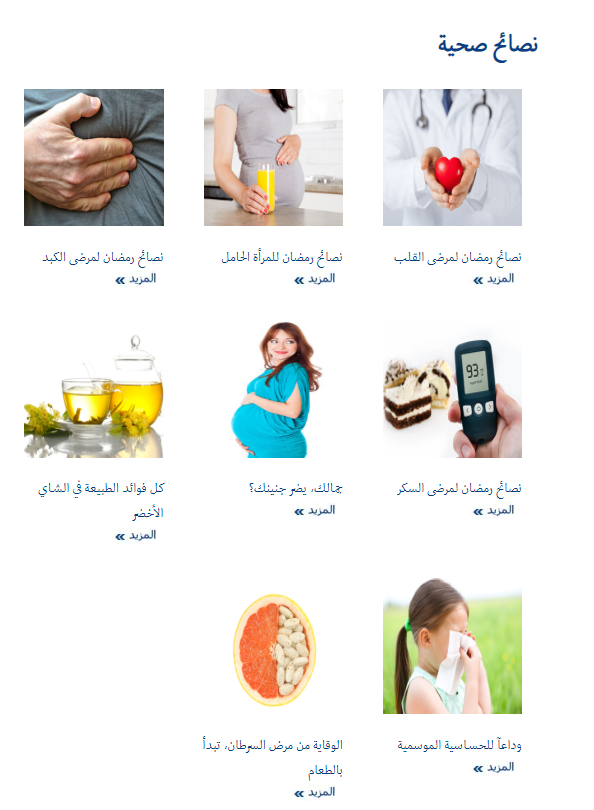 نصائح صحية
نصائح رمضان لمرضى القلب
المزيد »
نصائح رمضان للمرأة الحامل
المزيد »
نصائح رمضان لمرضى الكبد
المزيد »
93
نصائح رمضان لمرضى السكر
المزيد »
جمالك، يضر جنينك؟
المزيد »
كل فوائد الطبيعة في الشاي
الأخضر
المزيد »
وداعآ للحساسية الموسمية
المزيد »
الوقاية من مرض السرطان، تبدأ
بالطعام
المزيد »